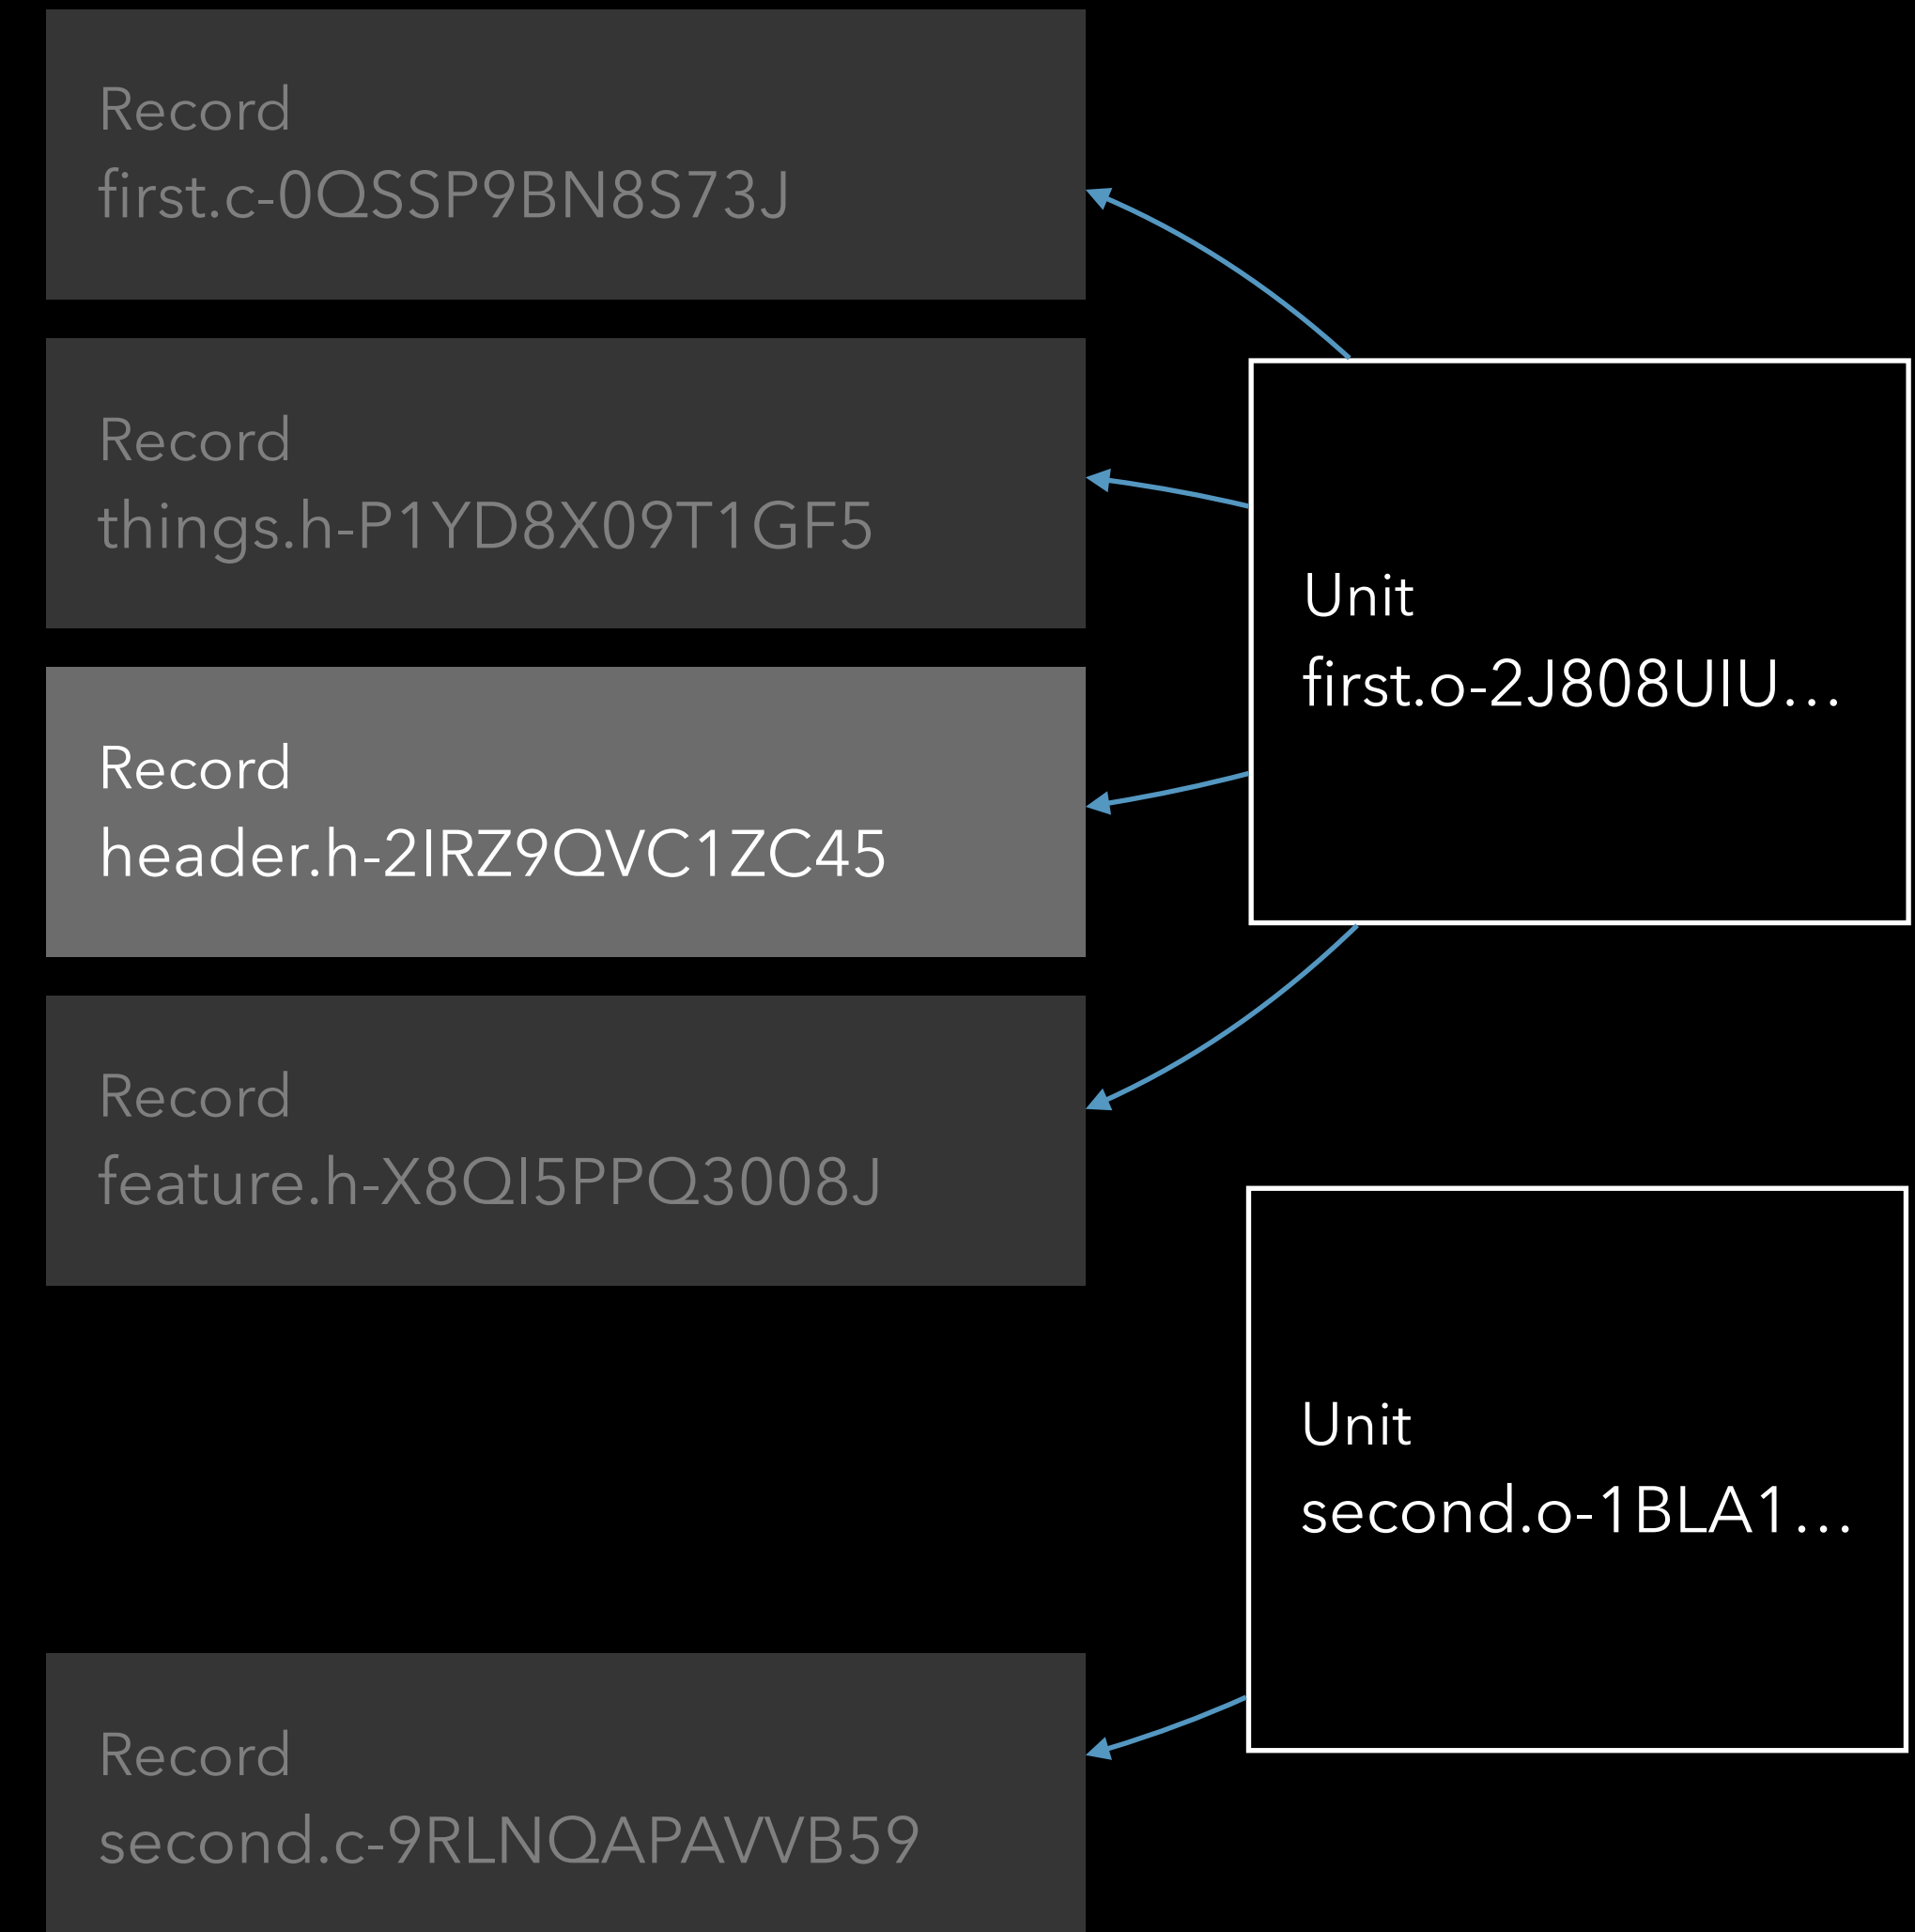 Record
first.c-0QSSP9BN8S73J
Record
things.h-P1YD8X09T1GF5
Record
header.h-2IRZ9QVC1ZC45
Record
feature.h-X8QI5PPQ3008J
Record
second.c-9RLNQAPAWB59
Unit
first.o-2J808UIU…
Unit
second.o-1BLA1…